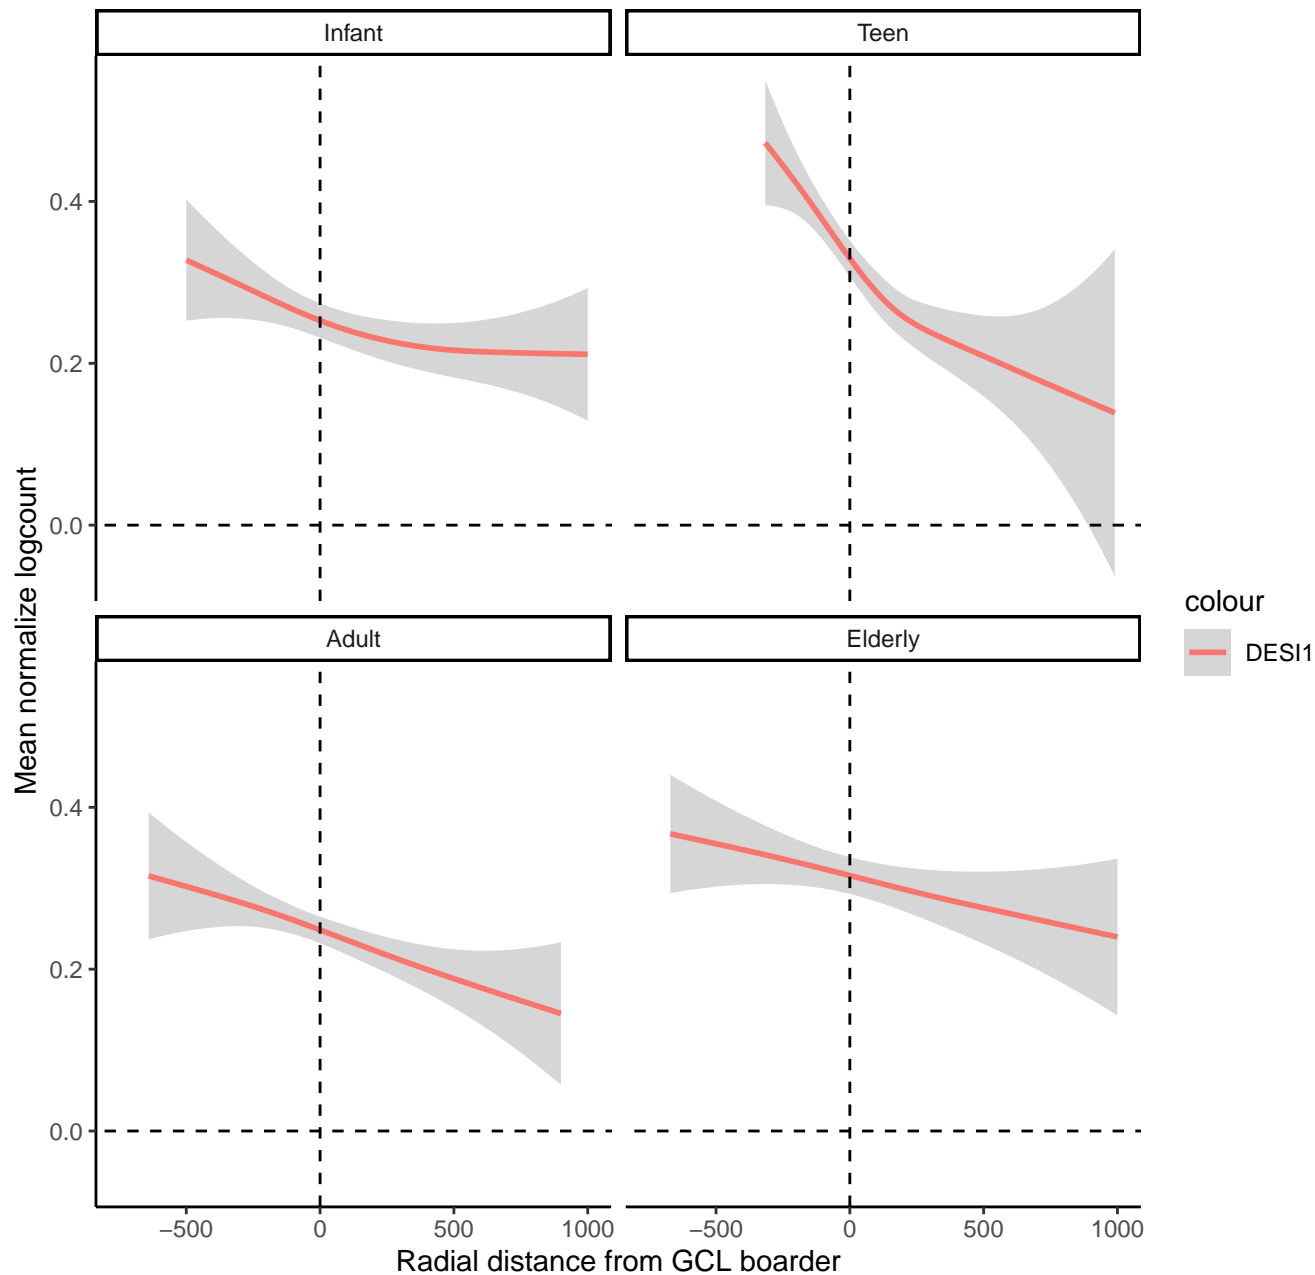 Infant
Teen
0.4
0.2
0.0
Adult
Elderly
0.4
0.2
0.0
−500
0
500
1000
−500
0
500
1000
Radial distance from GCL boarder
Mean normalize logcount
colour
DESI1